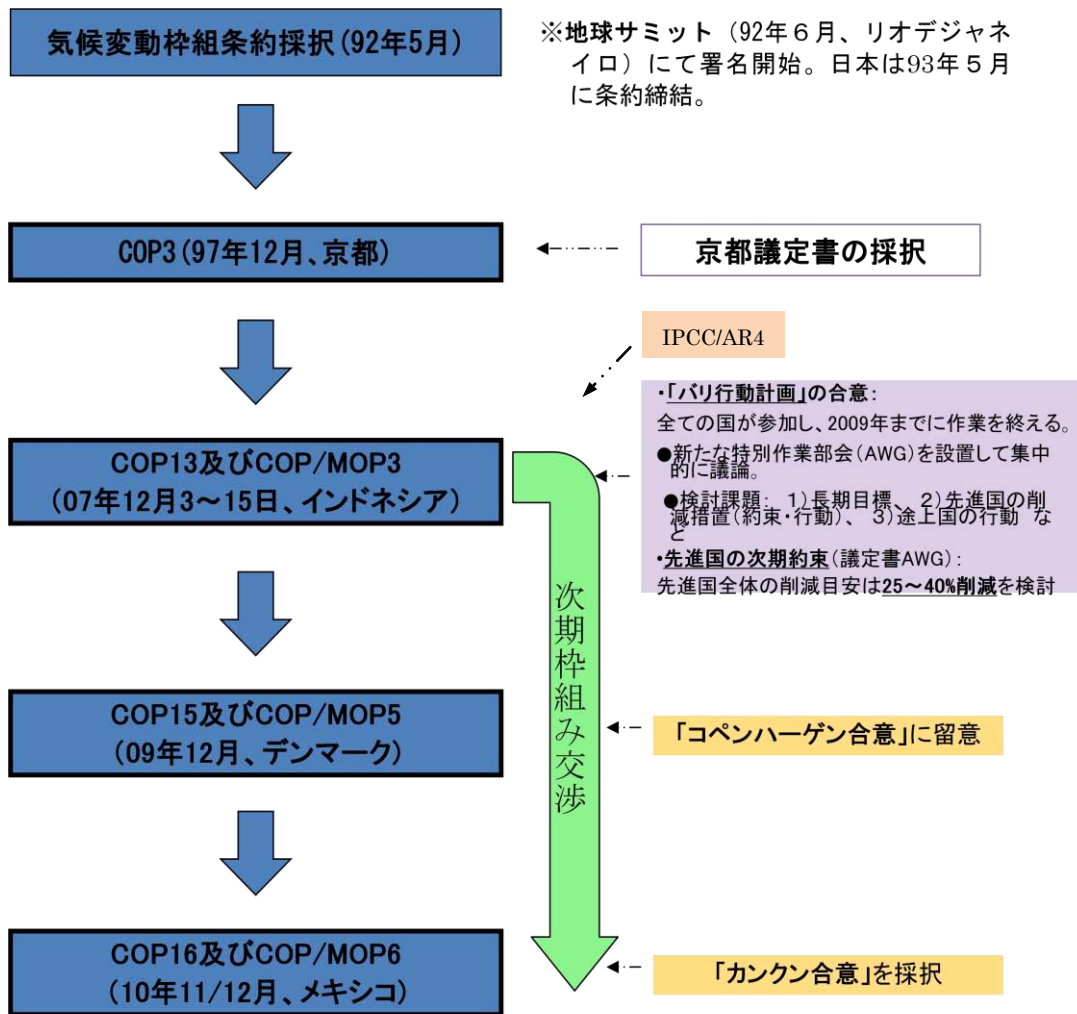 気候変動枠組条約採択(92年5月)
※地球サミット（92年６月、リオデジャネ
イロ）にて署名開始。日本は93年５月
に条約締結。
COP3(97年12月、京都)
京都議定書の採択
IPCC/AR4
・「バリ行動計画」の合意：
全ての国が参加し、2009年までに作業を終える。
●新たな特別作業部会(AWG)を設置して集中
的に議論。
●検討課題： 1)長期目標、 2)先進国の削
減措置(約束・行動)、 3)途上国の行動 な
ど
・先進国の次期約束(議定書AWG)：
先進国全体の削減目安は25～40%削減を検討
COP13及びCOP/MOP3
(07年12月3～15日、インドネシア)
次期枠組み交渉
COP15及びCOP/MOP5
(09年12月、デンマーク)
「コペンハーゲン合意」に留意
COP16及びCOP/MOP6
(10年11/12月、メキシコ)
「カンクン合意」を採択